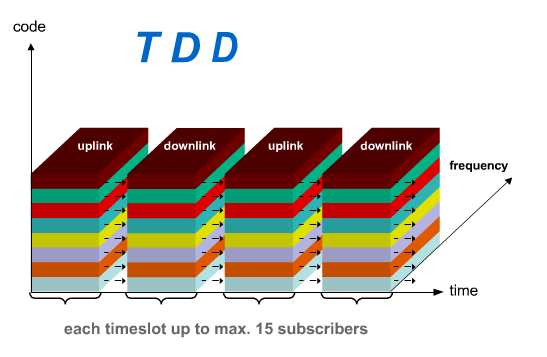 code
TDD
uplink
downlink
uplink
downlink
frequency
time
each timeslot up to max. 15 subscribers